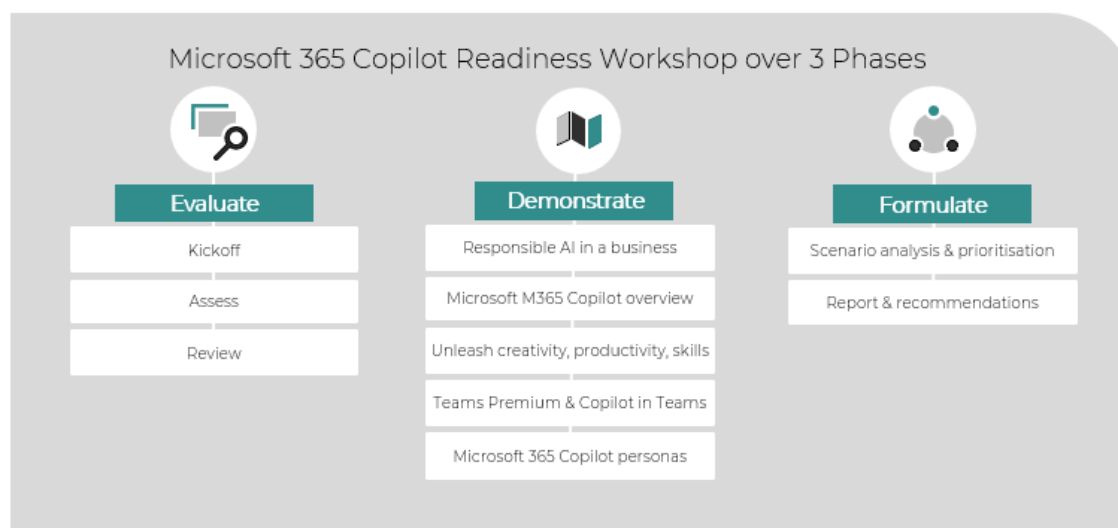 Microsoft 365 Copilot Readiness Workshop over 3 Phases
Evaluate
Kickoff
Assess
Review
Demonstrate
Responsible AI in a business
Microsoft M365 Copilot overview
Unleash creativity, productivity, skills
Teams Premium & Copilot in Teams
Microsoft 365 Copilot personas
Formulate
Scenario analysis & prioritisation
Report & recommendations